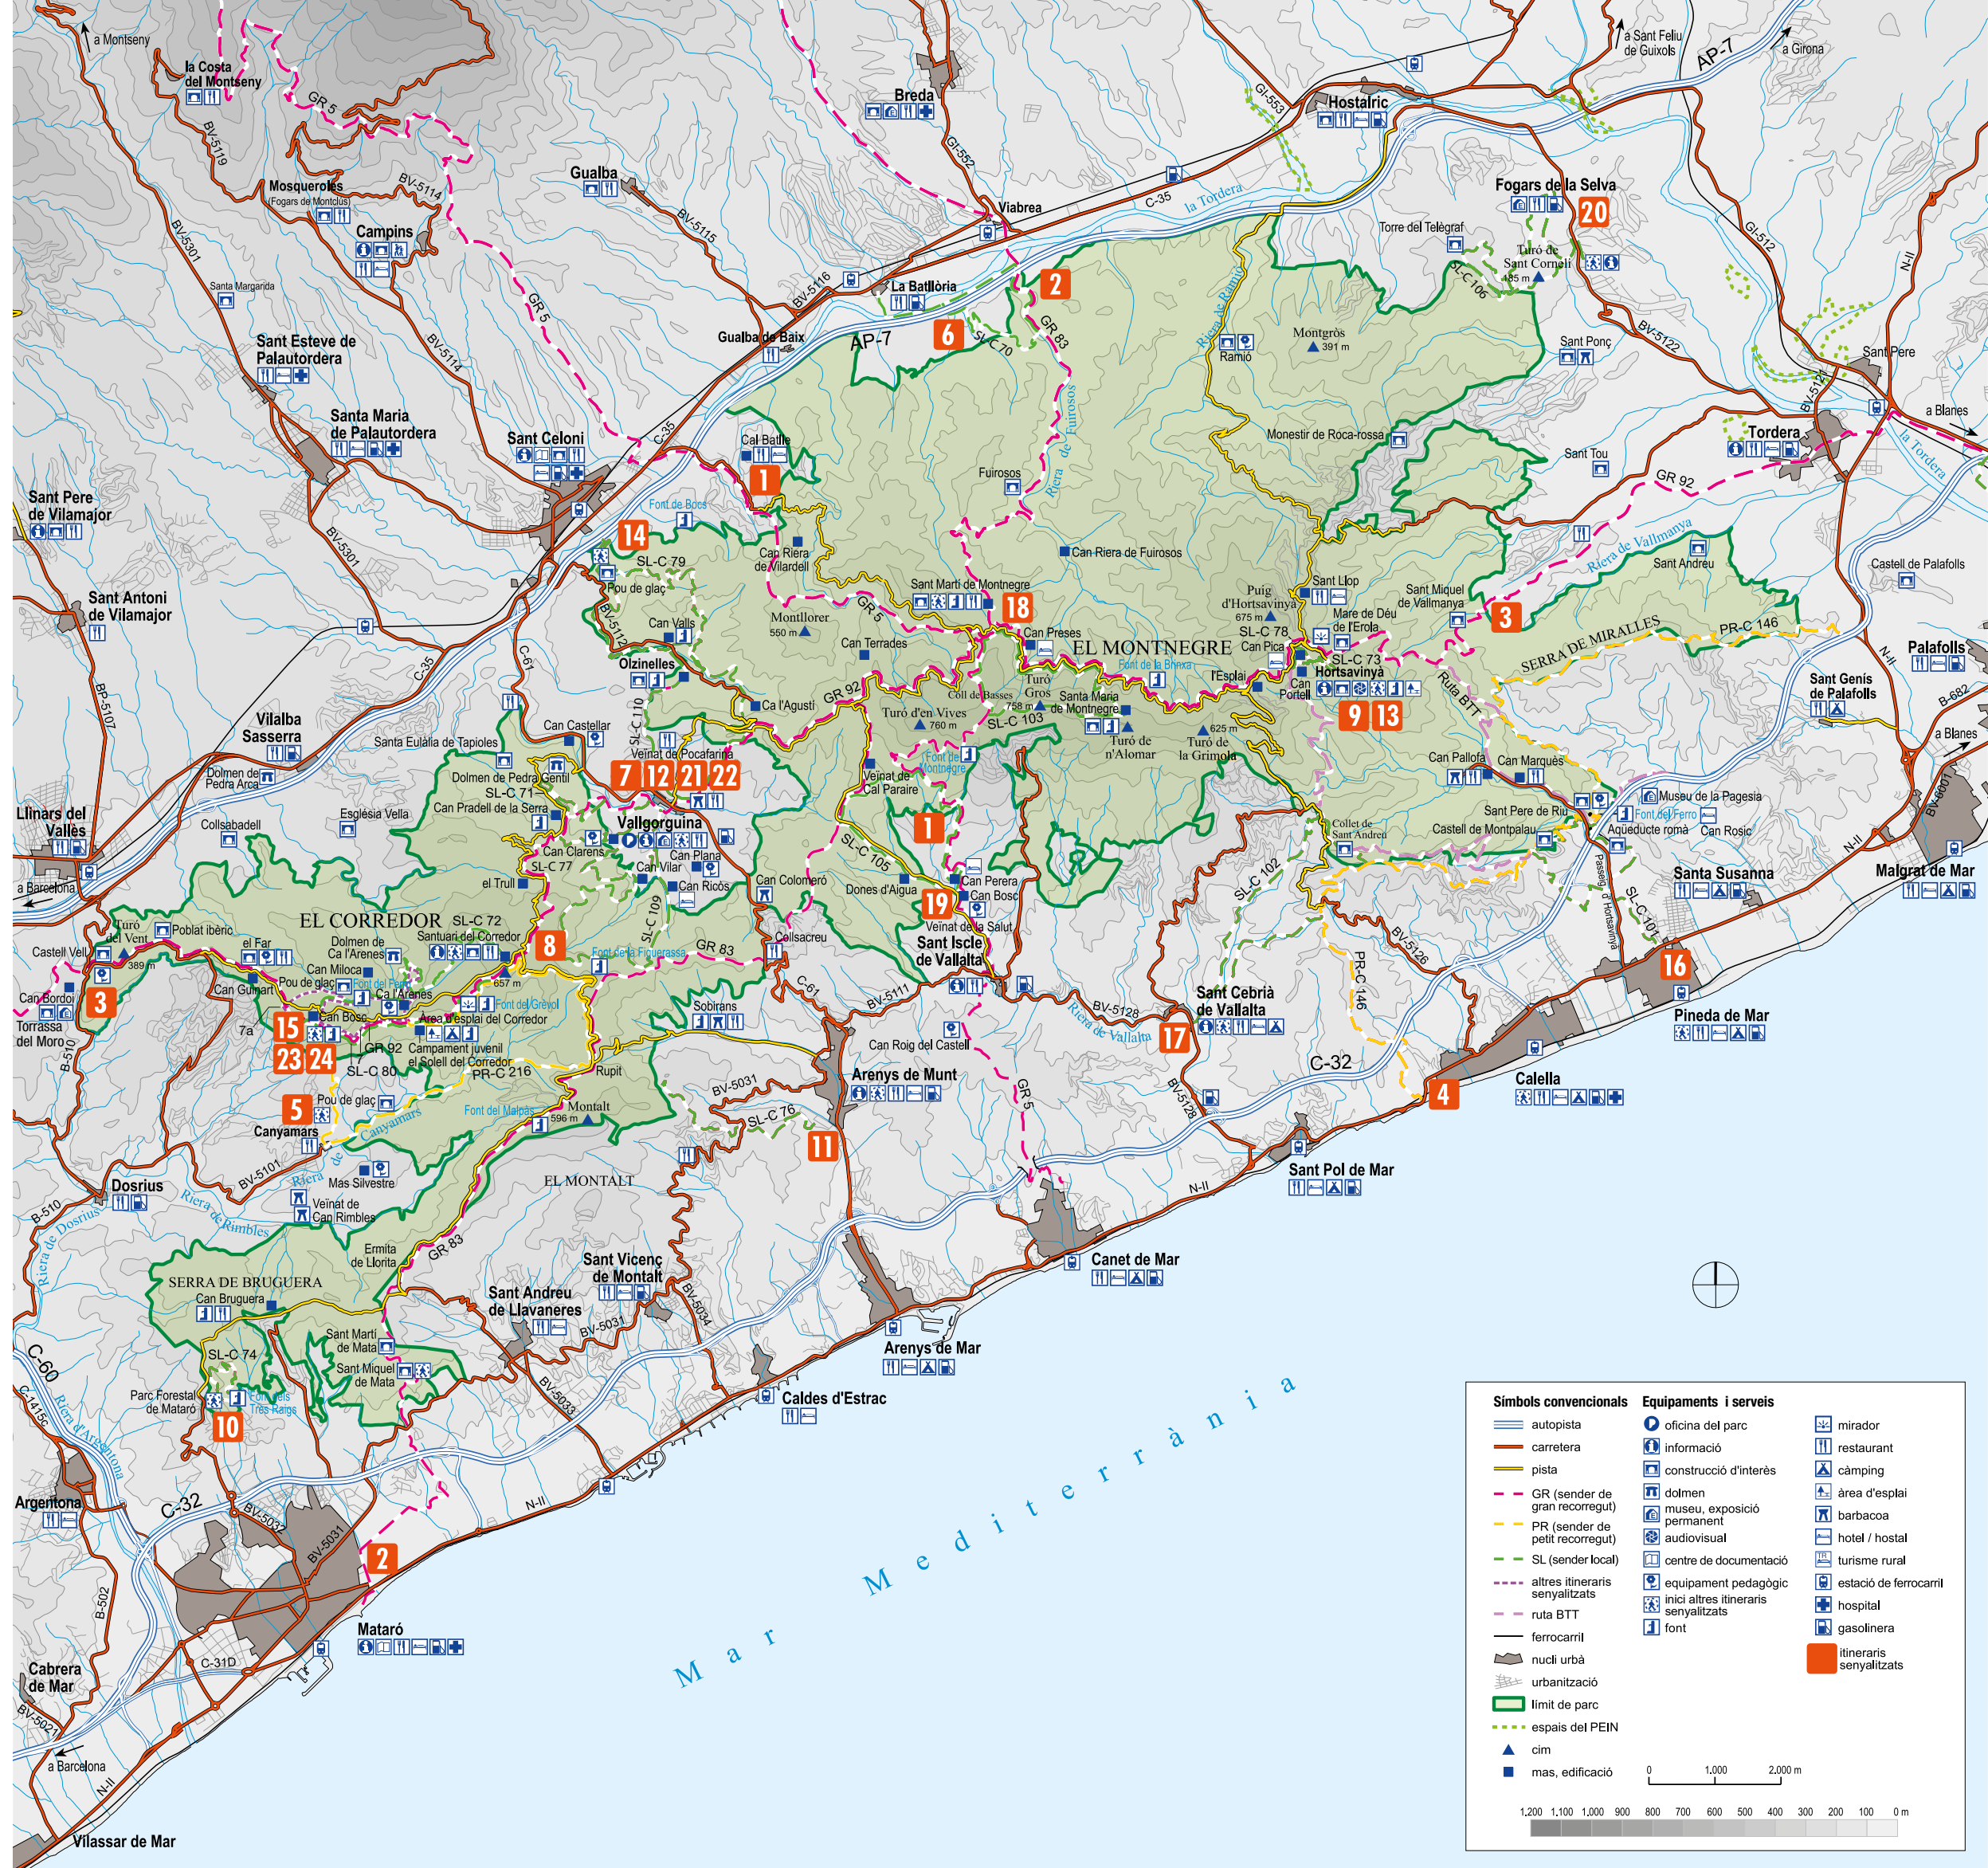 a Montseny
la Costa
del Montseny
GR 5
BV-5119
BV-5301
BV-5114
Mosqueroles
(Fogars de Montclús)
Campins
Santa Margarida
Sant Esteve de
Palautordera
Santa Maria
de Palautordera
BV-5114
GR 5
Breda
GI-552
Gualba
BV-5115
BV-5116
Viabrea
C-35
la Tordera
Hostalric
GI-553
a Sant Feliu
de Guíxols
AP-7
a Girona
Fogars de la Selva
20
Torre del Telègraf
Turó de
Sant Corneli
485 m
SL-C 106
GI-512
N-II
BV-5122
La Batllòria
2
6
SL-C 70
GR 83
Gualba de Baix
AP-7
Riera de Ramió
Ramió
Montgròs
391 m
Sant Ponç
Sant Pere
BV-5121
a Blanes
Tordera
la Tordera
Riera de Fuirosos
Monestir de Roca-rossa
Sant Tou
GR 92
Sant Celoni
C-35
Cal Batlle
1
Font de Bocs
14
Fuirosos
Sant Pere
de Vilamajor
BV-5301
SL-C 79
Pou de glaç
Can Riera
de Vilardell
Can Riera de Fuirosos
Riera de Vallmanya
Sant Andreu
Castell de Palafolls
Sant Antoni
de Vilamajor
BV-5112
Can Valls
Montllorer
550 m
GR 5
Sant Martí de Montnegre
18
Puig
d'Hortsavinyà
675 m
Sant Llop
Mare de Déu
de l'Erola
Sant Miquel
de Vallmanya
3
SERRA DE MIRALLES
PR-C 146
C-35
C-61
Olzinelles
Can Terrades
Can Preses
EL MONTNEGRE
Font de la Brinxa
SL-C 78
Can Pica
SL-C 73
Hortsavinyà
Can
Portell
l'Esplai
9
13
Ruta BTT
N-II
Palafolls
Sant Genís
de Palafolls
B-682
a Blanes
BP-5107
Vilalba
Sasserra
SL-C 110
Ca l'Agustí
GR 92
Coll de Basses
Turó
Gros
758 m
Santa Maria
de Montnegre
Turó d'en Vives
760 m
SL-C 103
Turó de
n'Alomar
625 m
Turó de
la Grimola
Can Castellar
Santa Eulàlia de Tapioles
Veïnat de Pocafarina
7
12
21
22
Font de
Montnegre
Veïnat de
Cal Paraire
Can Pallofa
Can Marquès
Dolmen de
Pedra Arca
Dolmen de Pedra Gentil
SL-C 71
Can Pradell de la Serra
Vallgorguina
Llinars del
Vallès
Església Vella
Collsabadell
1
SL-C 105
Collet de
Sant Andreu
Sant Pere de Riu
Castell de Montpalau
Museu de la Pagesia
Font del Ferro
Aqüeducte romà
Can Rosic
BV-6001
Malgrat de Mar
N-II
a Barcelona
Can Clarens
SL-C 77
Can Vilar
Can Plana
Can Ricós
el Trull
SL-C 109
Can Colomeró
Dones d'Aigua
Can Perera
Can Bosc
19
Veïnat de la Salut
Sant Iscle
de Vallalta
SL-C 102
Passeig d'Hortsavinyà
SL-C 101
Santa Susanna
EL CORREDOR
SL-C 72
Santuari del Corredor
8
Font de la Figuerassa
GR 83
Collsacreu
Turó
del Vent
Castell Vell
389 m
Poblat ibèric
el Far
Dolmen de
Ca l'Arenes
Can Miloca
Pou de glaç
Font del Ferro
Ca l'Arenes
657 m
Font del Grèvol
Can Guinart
Can Bordoi
Torrassa
del Moro
3
7a
15
Can Bosc
23
24
GR 92
7
SL-C 80
Àrea d'esplai del Corredor
Campament juvenil
el Solell del Corredor
PR-C 216
Sobirans
C-61
BV-5111
BV-5128
Riera de Vallalta
Sant Cebrià
de Vallalta
17
PR-C 146
BV-5126
16
Pineda de Mar
B-510
Rupit
Can Roig del Castell
GR 5
BV-5031
Arenys de Munt
C-32
Calella
4
5
Pou de glaç
Canyamars
Riera de Canyamars
Font del Malpàs
Montalt
596 m
SL-C 76
11
BV-5128
BV-5101
Dosrius
B-510
Riera de Dosrius
Riera de Rimbles
Mas Silvestre
Veïnat de
Can Rimbles
EL MONTALT
N-II
Sant Pol de Mar
Ermita
de Llorita
GR 83
SERRA DE BRUGUERA
Can Bruguera
Sant Vicenç
de Montalt
Canet de Mar
Sant Andreu
de Llavaneres
BV-5031
BV-5034
C-60
C-1415c
Riera d'Argentona
SL-C 74
Sant Martí
de Mata
Sant Miquel
de Mata
Parc Forestal
de Mataró
Font dels
Tres Raigs
10
BV-5033
Arenys de Mar
Caldes d'Estrac
Argentona
C-32
BV-5032
BV-5031
N-II
2
B-502
Mataró
C-31D
Cabrera
de Mar
BV-5021
a Barcelona
N-II
Vilassar de Mar
Mar Mediterrània
Símbols convencionals
autopista
carretera
pista
GR (sender de
gran recorregut)
PR (sender de
petit recorregut)
SL (sender local)
altres itineraris
senyalitzats
ruta BTT
ferrocarril
nucli urbà
urbanització
límit de parc
espais del PEIN
cim
mas, edificació
Equipaments i serveis
oficina del parc
informació
construcció d'interès
dolmen
museu, exposició
permanent
audiovisual
centre de documentació
equipament pedagògic
inici altres itineraris
senyalitzats
font
mirador
restaurant
càmping
àrea d'esplai
barbacoa
hotel / hostal
turisme rural
estació de ferrocarril
hospital
gasolinera
itineraris
senyalitzats
0 1.000 2.000 m
1.200 1.100 1.000 900 800 700 600 500 400 300 200 100 0 m